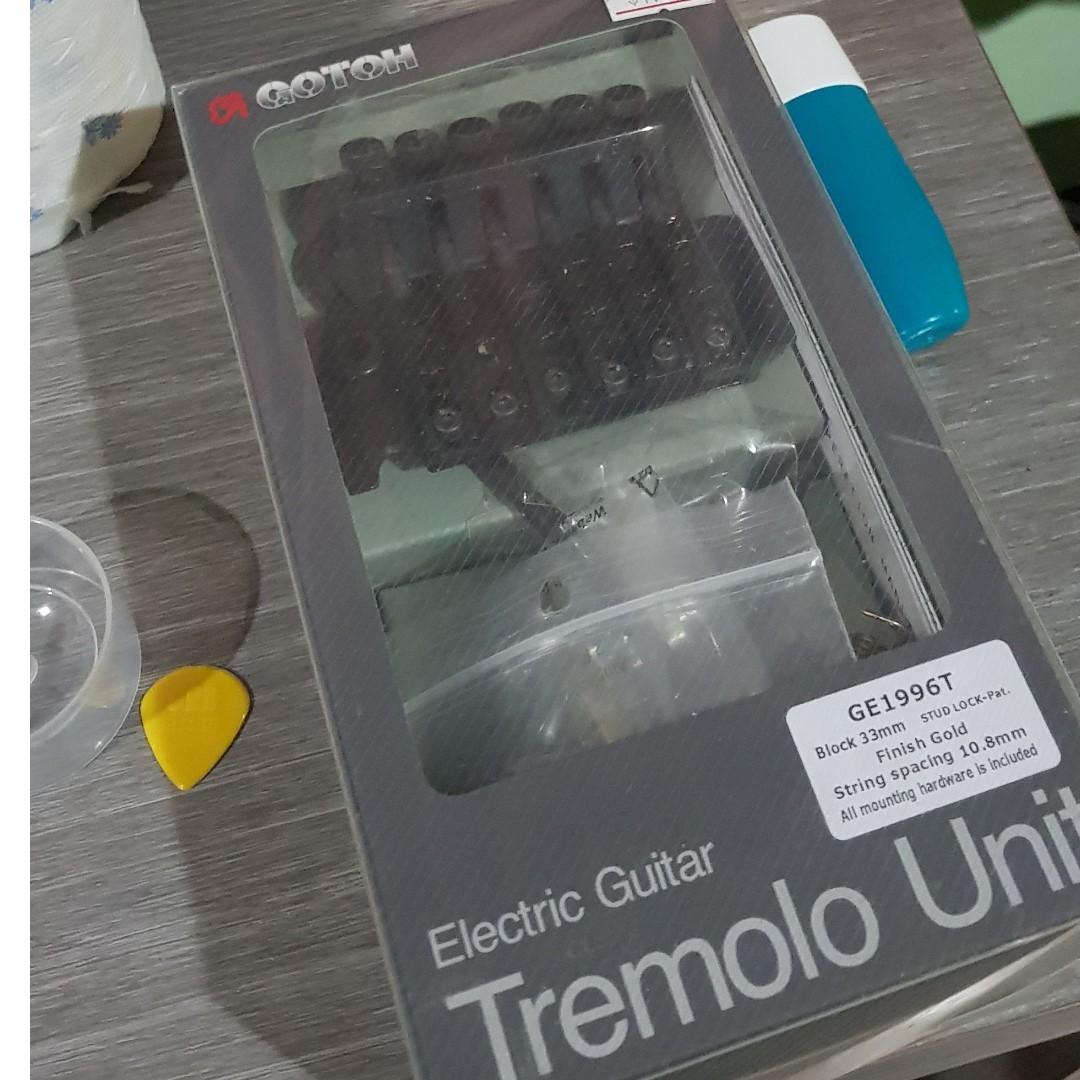 GOTOH
GE1996T
Block 33mm STUD LOCK-Pat.
Finish Gold
String spacing 10.8mm
All mounting hardware is included
Electric Guitar
Tremolo Unit